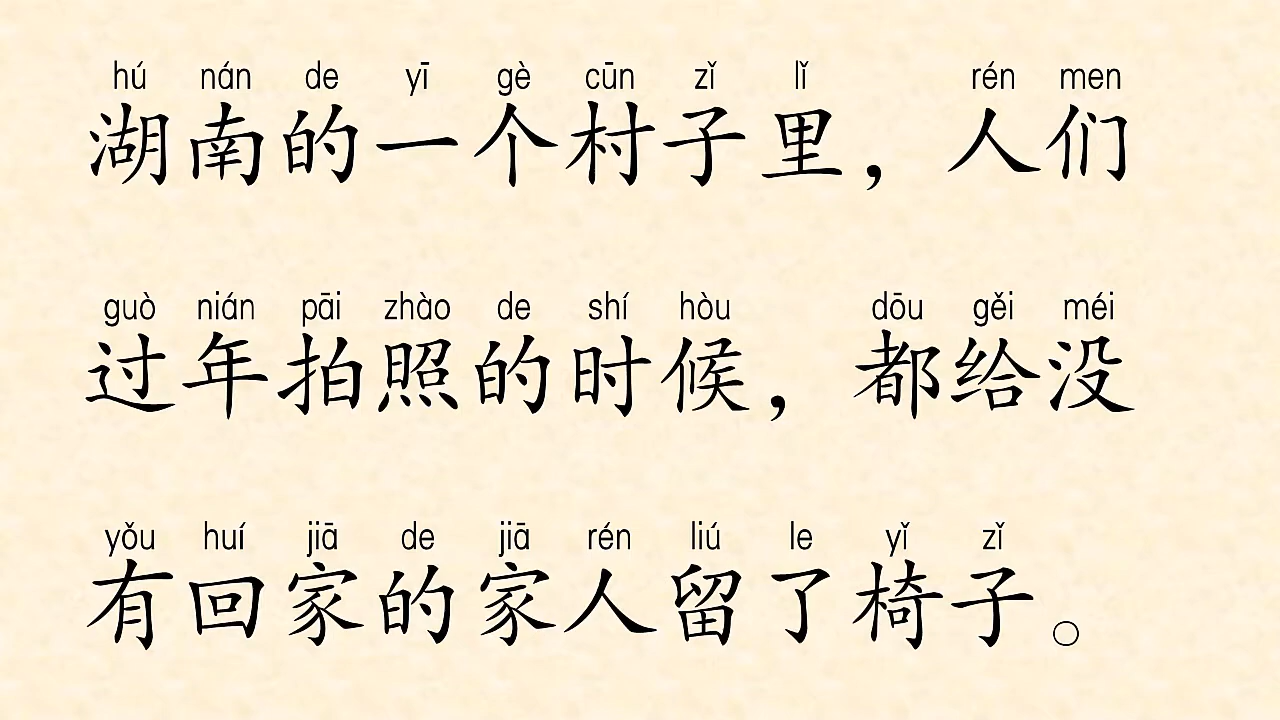 hú nán de yī gè cūn zǐ lǐ rén men
湖南的一个村子里，人们
guò nián pāi zhào de shí hòu dōu gěi méi
过年拍照的时候，都给没
yǒu huí jiā de jiā rén liú le yǐ zǐ
有回家的家人留了椅子。